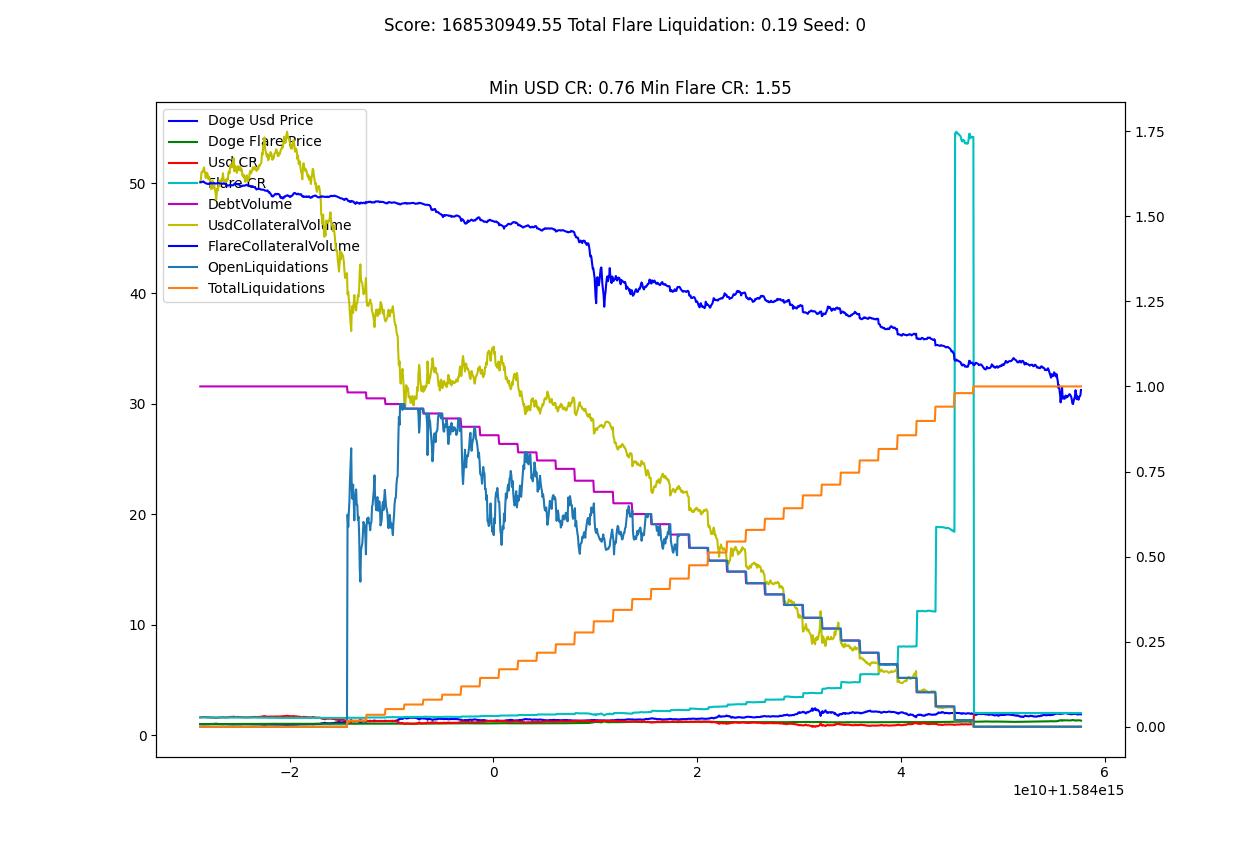 Score: 168530949.55 Total Flare Liquidation: 0.19 Seed: 0
Min USD CR: 0.76 Min Flare CR: 1.55
Doge Usd Price
Doge Flare Price
Usd CR
Flare CR
DebtVolume
UsdCollateralVolume
FlareCollateralVolume
OpenLiquidations
TotalLiquidations
50
40
30
20
10
0
1.75
1.50
1.25
1.00
0.75
0.50
0.25
0.00
−2
0
2
4
6
1e10+1.584e15